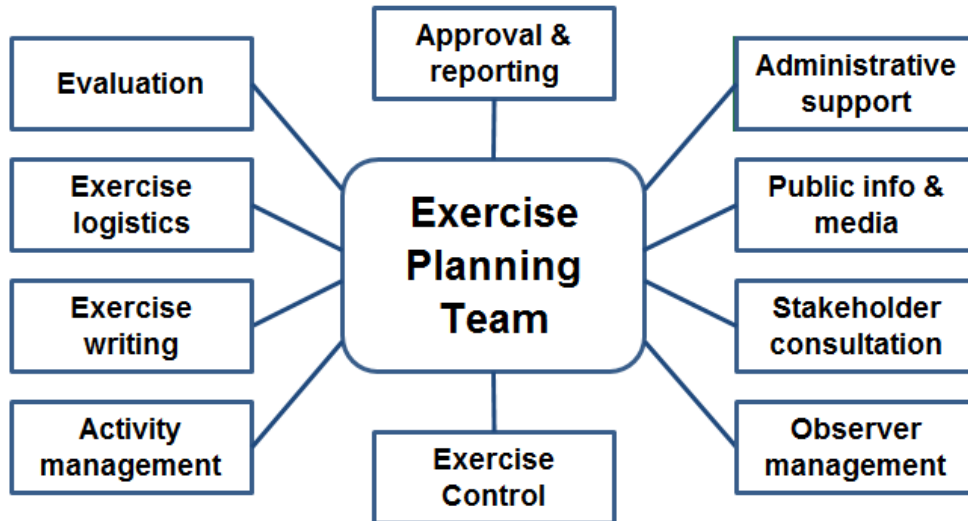 Approval &
reporting
Evaluation
Administrative
support
Exercise
logistics
Exercise
Planning
Team
Public info &
media
Exercise
writing
Stakeholder
consultation
Activity
management
Exercise
Control
Observer
management